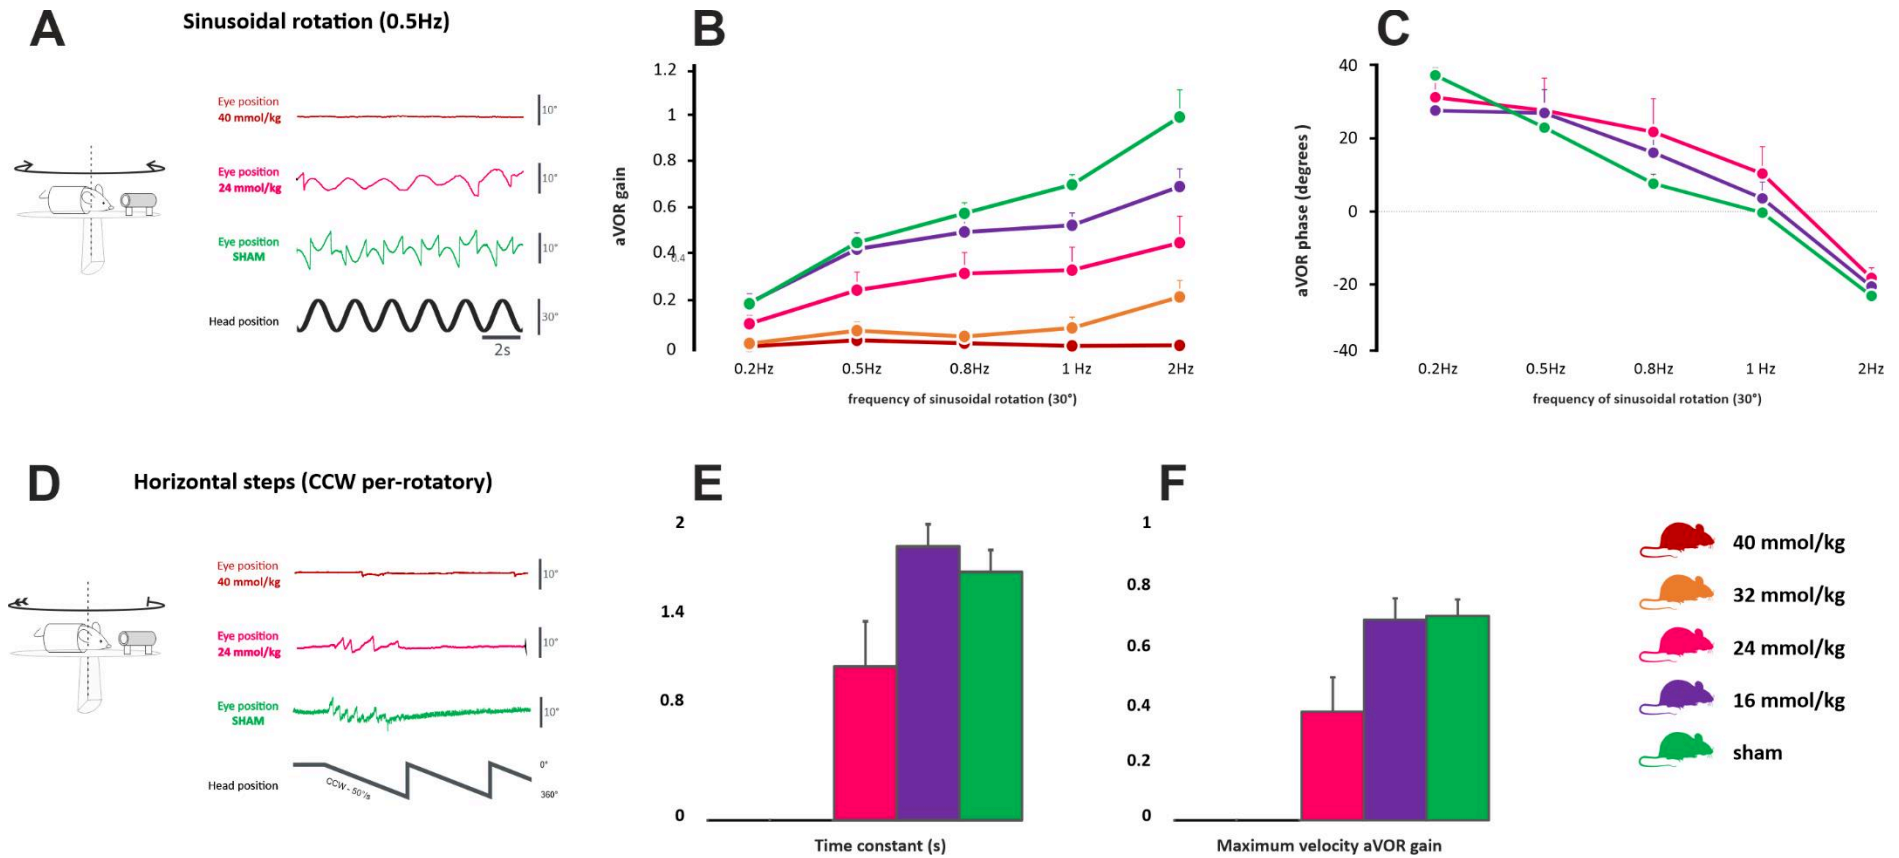 A
Sinusoidal rotation (0.5Hz)
Eye position
40 mmol/kg
10°
Eye position
24 mmol/kg
10°
Eye position
SHAM
10°
Head position
30°
2s
B
1.2
1
0.8
0.6
0.4
0.4
0.2
0
aVOR gain
0.2Hz
0.5Hz
0.8Hz
1 Hz
2Hz
frequency of sinusoidal rotation (30°)
C
40
20
0
-20
-40
aVOR phase (degrees )
0.2Hz
0.5Hz
0.8Hz
1 Hz
2Hz
frequency of sinusoidal rotation (30°)
D
Horizontal steps (CCW per-rotatory)
Eye position
40 mmol/kg
10°
Eye position
24 mmol/kg
10°
Eye position
SHAM
10°
Head position
CCW - 50°/s
0°
360°
E
2
1.4
0.8
0
Time constant (s)
F
1
0.8
0.6
0.4
0.2
0
Maximum velocity aVOR gain
40 mmol/kg
32 mmol/kg
24 mmol/kg
16 mmol/kg
sham